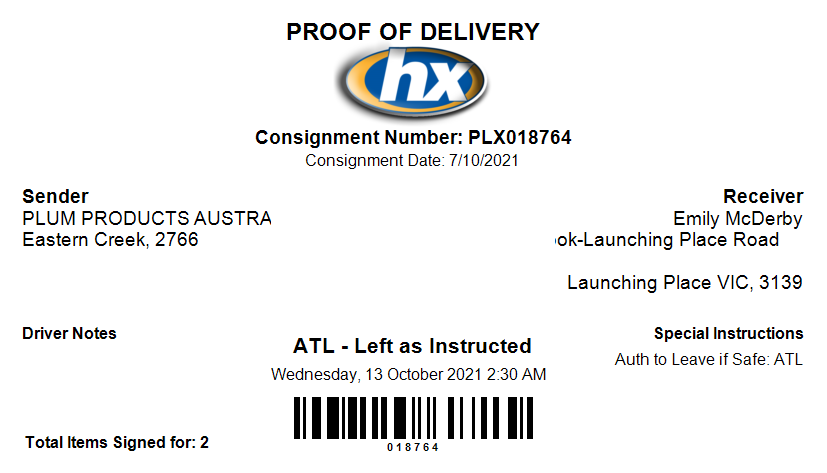 PROOF OF DELIVERY
hx
Consignment Number: PLX018764
Consignment Date: 7/10/2021
Sender
PLUM PRODUCTS AUSTRA
Eastern Creek, 2766
Receiver
Emily McDerby
ok-Launching Place Road
Launching Place VIC, 3139
Driver Notes
ATL - Left as Instructed
Wednesday, 13 October 2021 2:30 AM
Special Instructions
Auth to Leave if Safe: ATL
018764
Total Items Signed for: 2